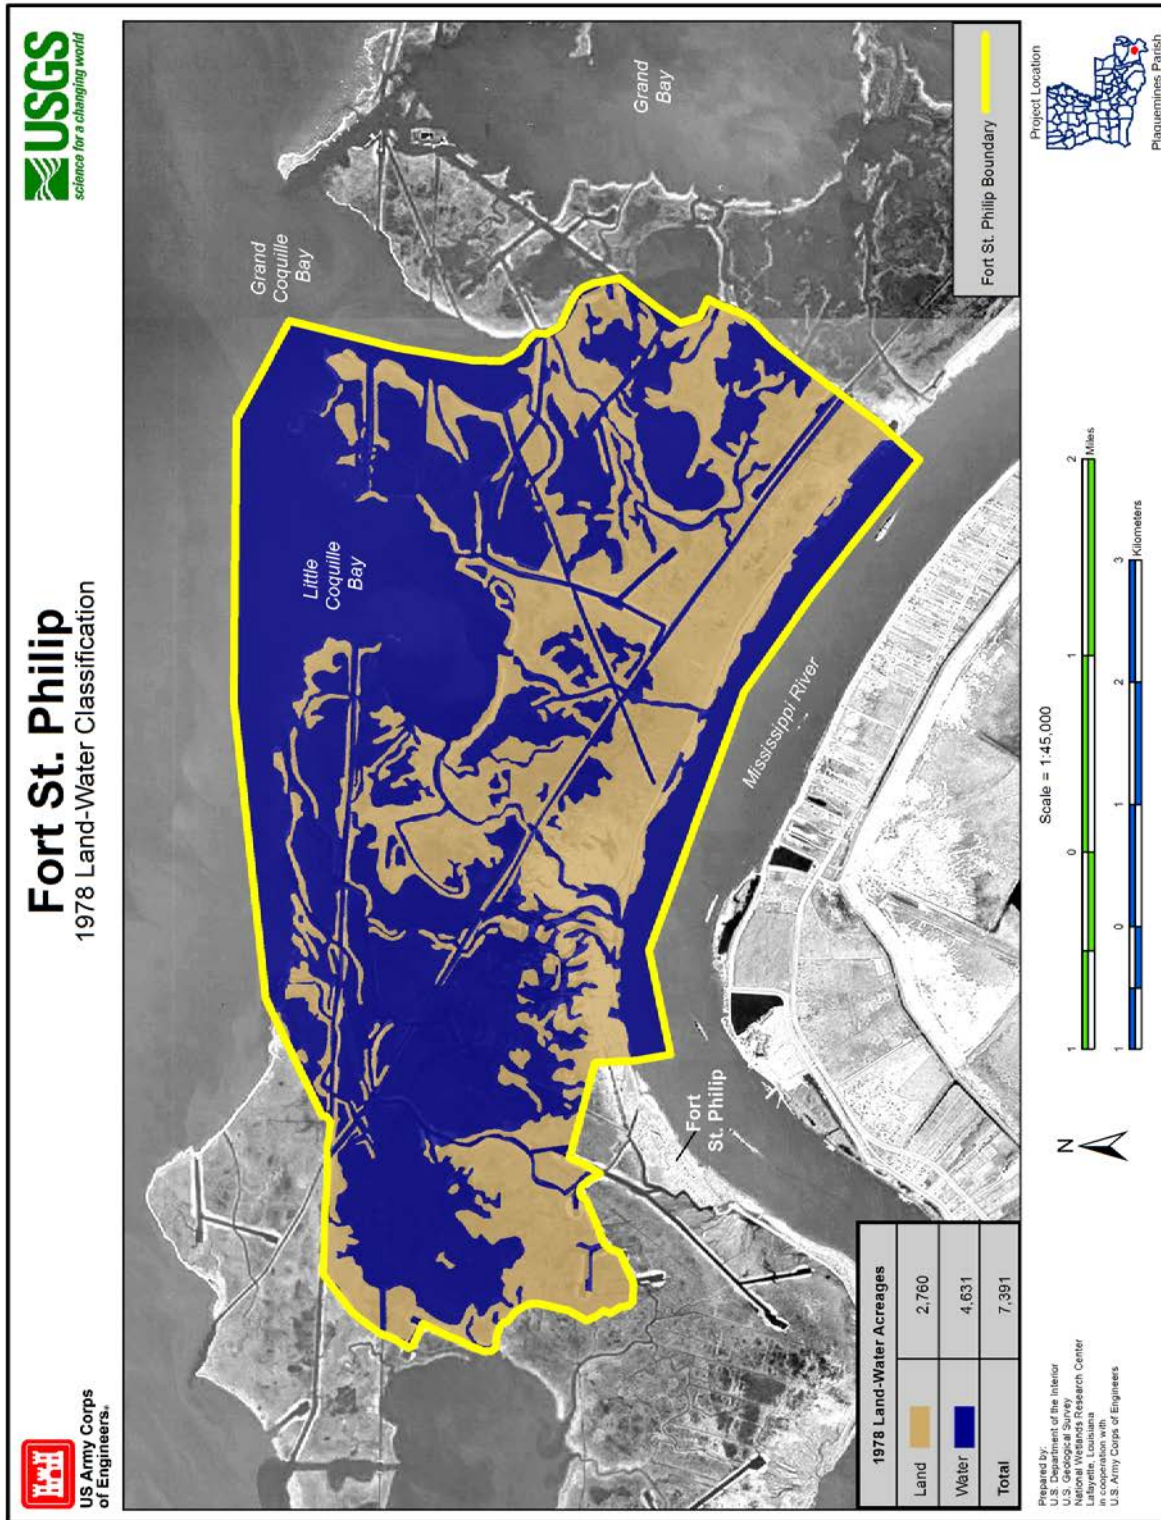 US Army Corps
of Engineers®
Fort St. Philip
1978 Land-Water Classification
USGS
science for a changing world
Grand
Coquille
Bay
Grand
Bay
Little
Coquille
Bay
Mississippi River
Fort
St. Philip
1978 Land-Water Acreages
Land 2,760
Water 4,631
Total 7,391
Fort St. Philip Boundary
Prepared by:
U.S. Department of the Interior
U.S. Geological Survey
National Wetlands Research Center
Lafayette, Louisiana
in cooperation with
U.S. Army Corps of Engineers
N
Scale = 1:45,000
1 0 1 2
Miles
1 0 1 2 3
Kilometers
Project Location
Plaquemines Parish